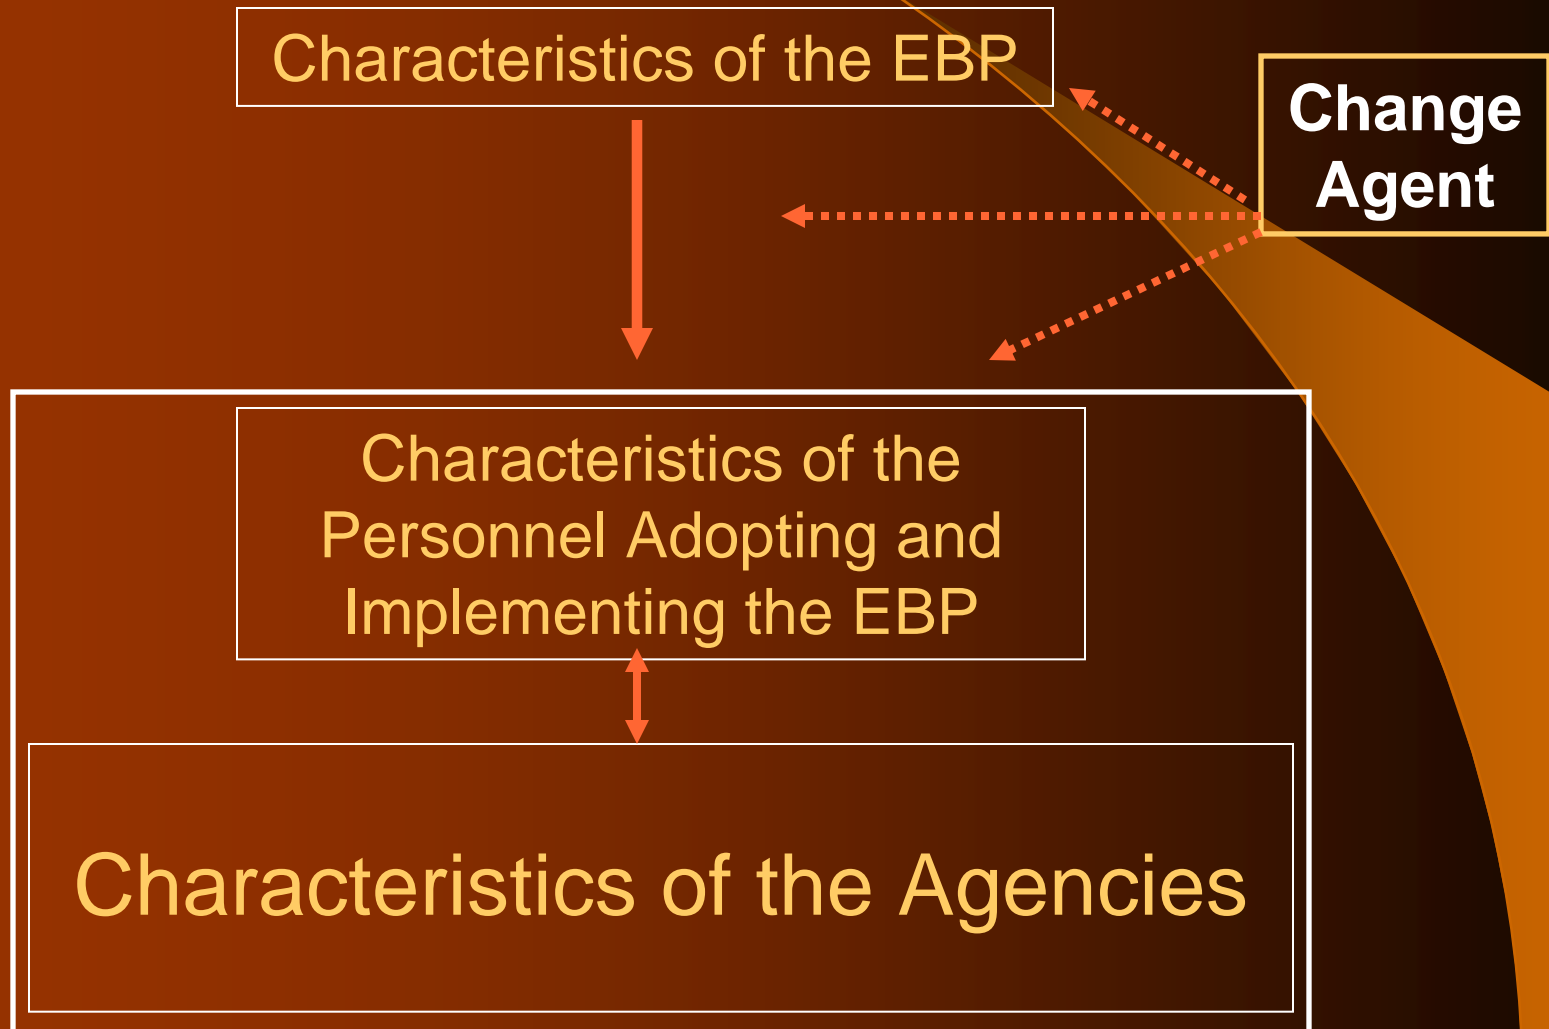 Characteristics of the EBP
Change
Agent
Characteristics of the
Personnel Adopting and
Implementing the EBP
Characteristics of the Agencies